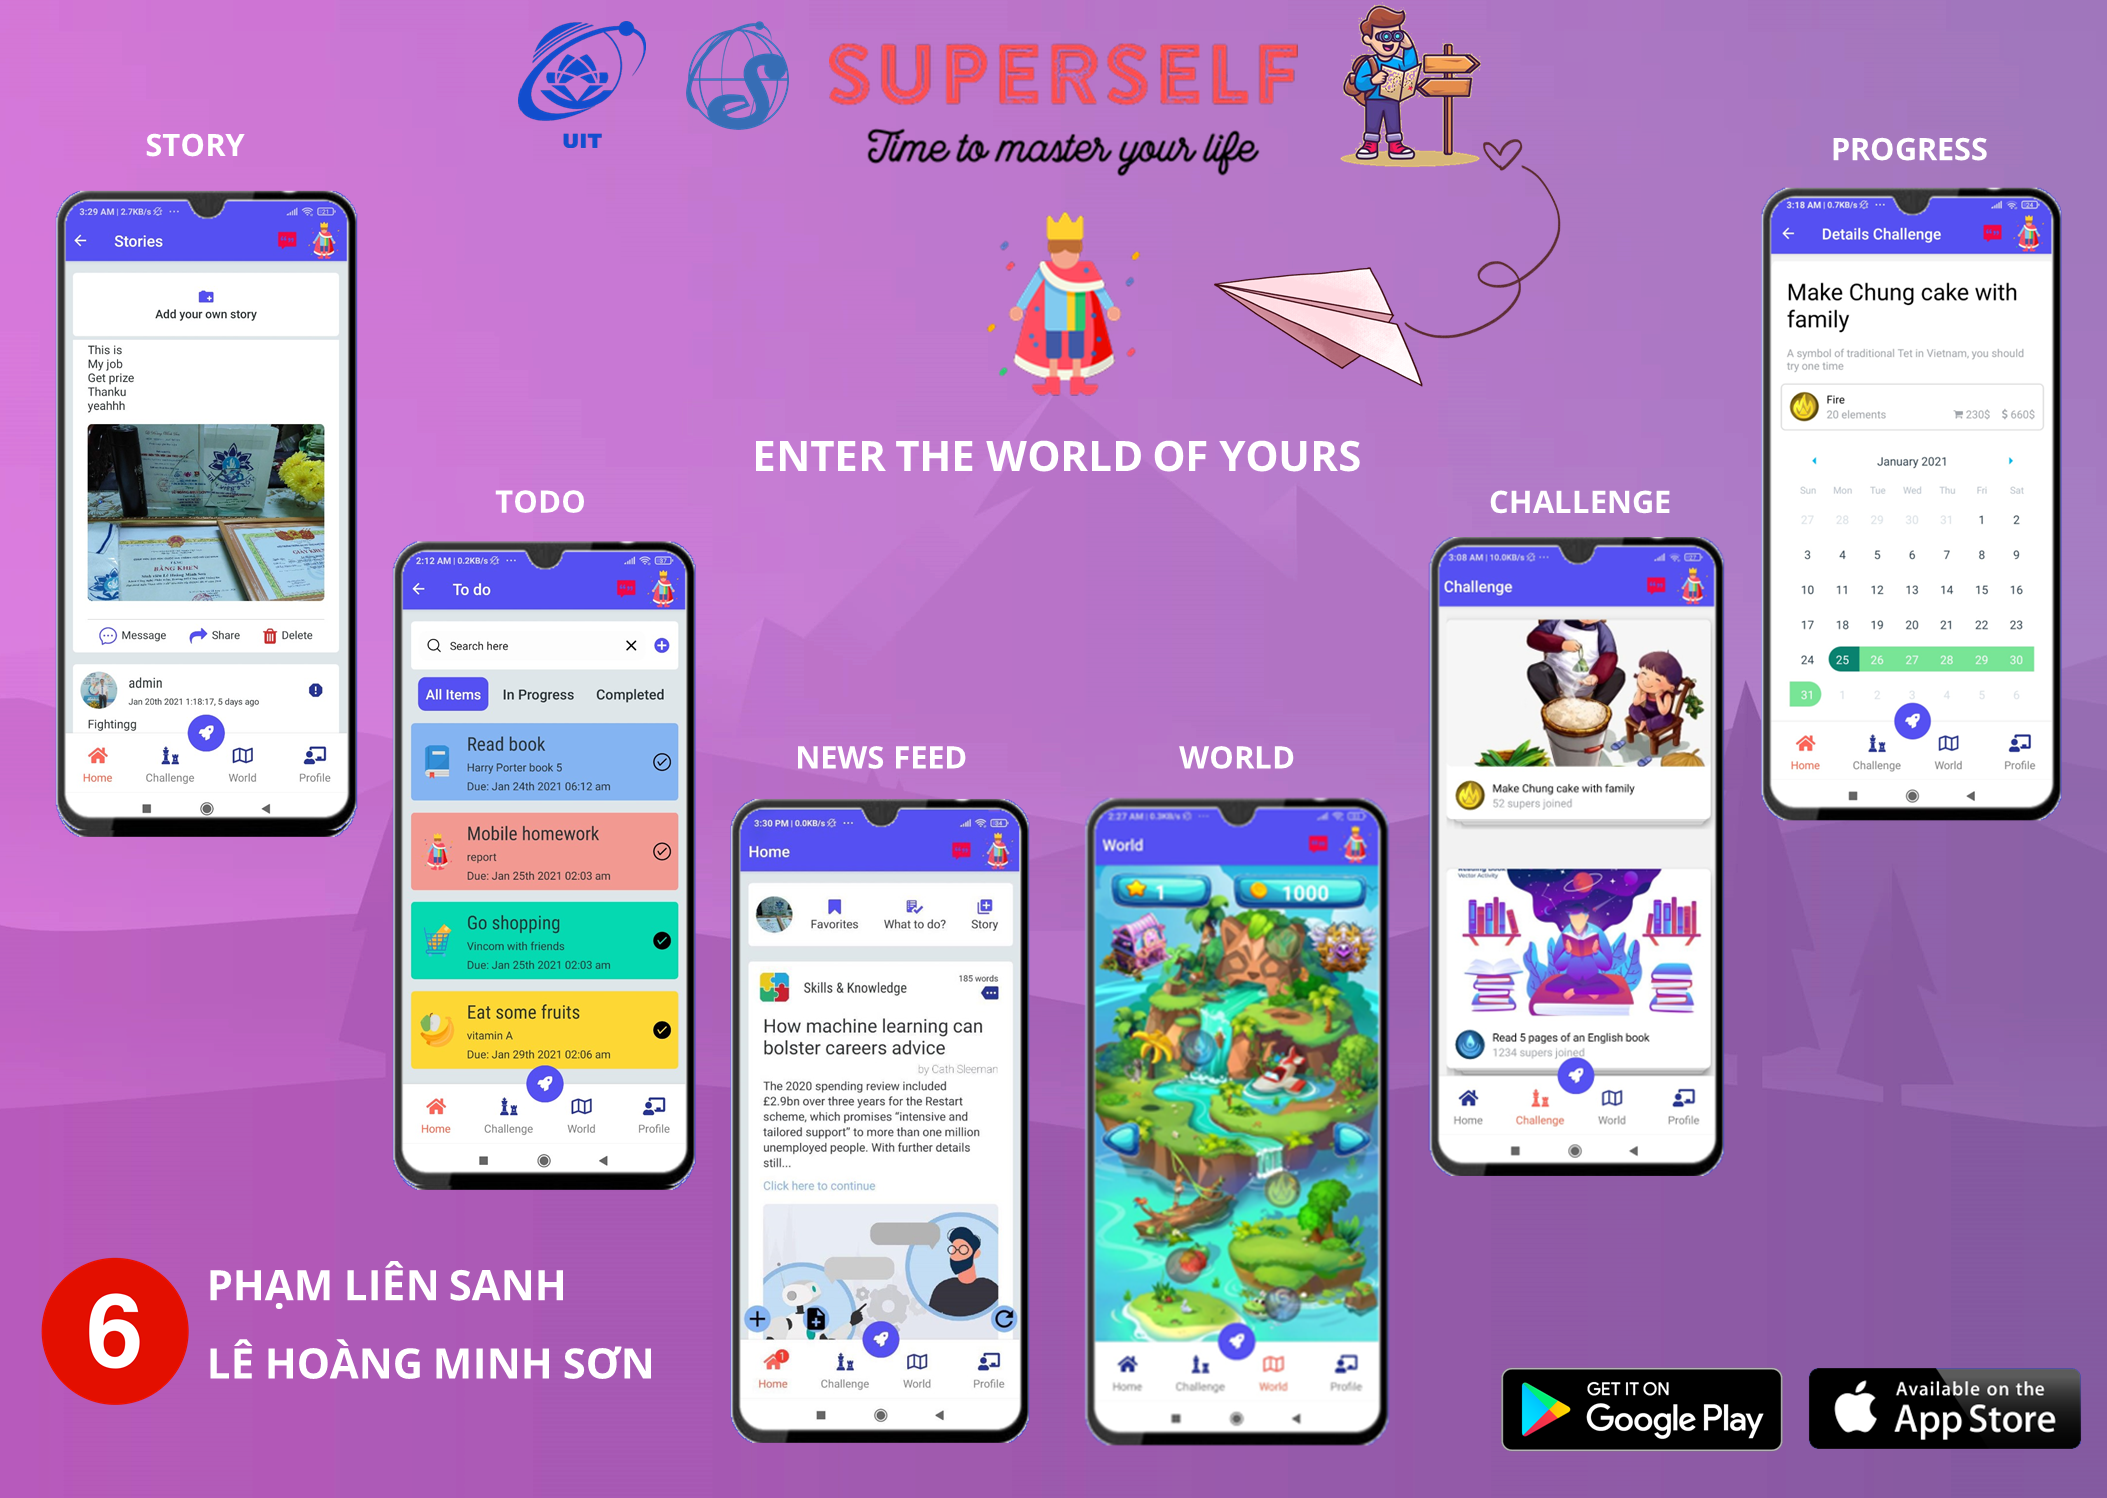 UIT
SUPERSELF
Time to master your life
ENTER THE WORLD OF YOURS
STORY
3:29 AM | 2.7KB/s
Stories
Add your own story
This is
My job
Get prize
Thanku
yeahhh
BẰNG KHEN
Message Share Delete
admin
Jan 20th 2021 1:18:17, 5 days ago
Fightingg
Home Challenge World Profile
TODO
2:12 AM | 0.2KB/s
To do
Search here
All Items In Progress Completed
Read book
Harry Porter book 5
Due: Jan 24th 2021 06:12 am
Mobile homework
report
Due: Jan 25th 2021 02:03 am
Go shopping
Vincom with friends
Due: Jan 25th 2021 02:03 am
Eat some fruits
vitamin A
Due: Jan 29th 2021 02:06 am
Home Challenge World Profile
NEWS FEED
3:30 PM | 0.0KB/s
Home
Favorites What to do? Story
Skills & Knowledge
185 words
How machine learning can
bolster careers advice
by Cath Sleeman
The 2020 spending review included
£2.9bn over three years for the Restart
scheme, which promises “intensive and
tailored support” to more than one million
unemployed people. With further details
still...
Click here to continue
1
Home Challenge World Profile
WORLD
2:27 AM | 0.3KB/s
World
1 1000
Home Challenge World Profile
CHALLENGE
3:08 AM | 10.0KB/s
Challenge
Make Chung cake with family
52 supers joined
Vector Activity
Read 5 pages of an English book
1234 supers joined
Home Challenge World Profile
PROGRESS
3:18 AM | 0.7KB/s
Details Challenge
Make Chung cake with
family
A symbol of traditional Tet in Vietnam, you should
try one time
Fire
20 elements 230$ $ 660$
January 2021
Sun Mon Tue Wed Thu Fri Sat
27 28 29 30 31 1 2
3 4 5 6 7 8 9
10 11 12 13 14 15 16
17 18 19 20 21 22 23
24 25 26 27 28 29 30
31 1 2 3 4 5 6
Home Challenge World Profile
6
PHẠM LIÊN SANH
LÊ HOÀNG MINH SƠN
GET IT ON
Google Play
Available on the
App Store